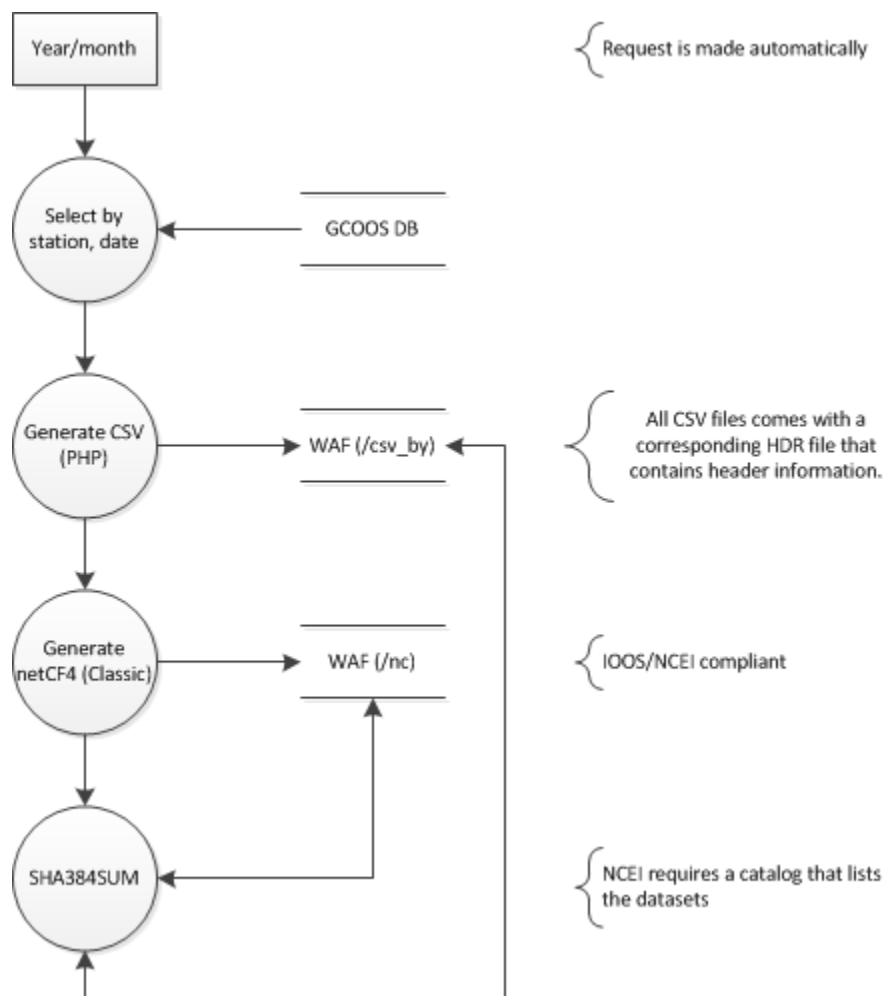 Year/month
Request is made automatically
Select by
station, date
GCOOS DB
Generate CSV
(PHP)
WAF (/csv_by)
All CSV files comes with a
corresponding HDR file that
contains header information.
Generate
netCF4 (Classic)
WAF (/nc)
IOOS/NCEI compliant
SHA384SUM
NCEI requires a catalog that lists
the datasets